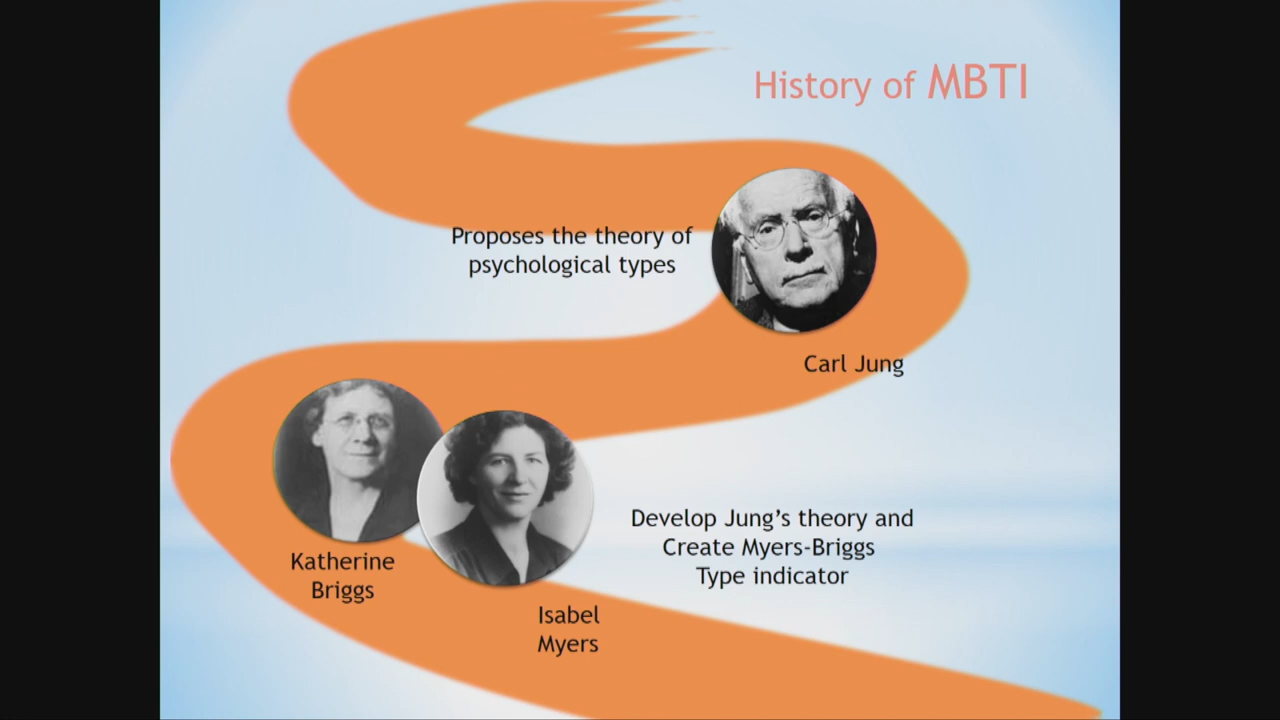 History of MBTI
Proposes the theory of
psychological types
Carl Jung
Katherine
Briggs
Isabel
Myers
Develop Jung’s theory and
Create Myers-Briggs
Type indicator